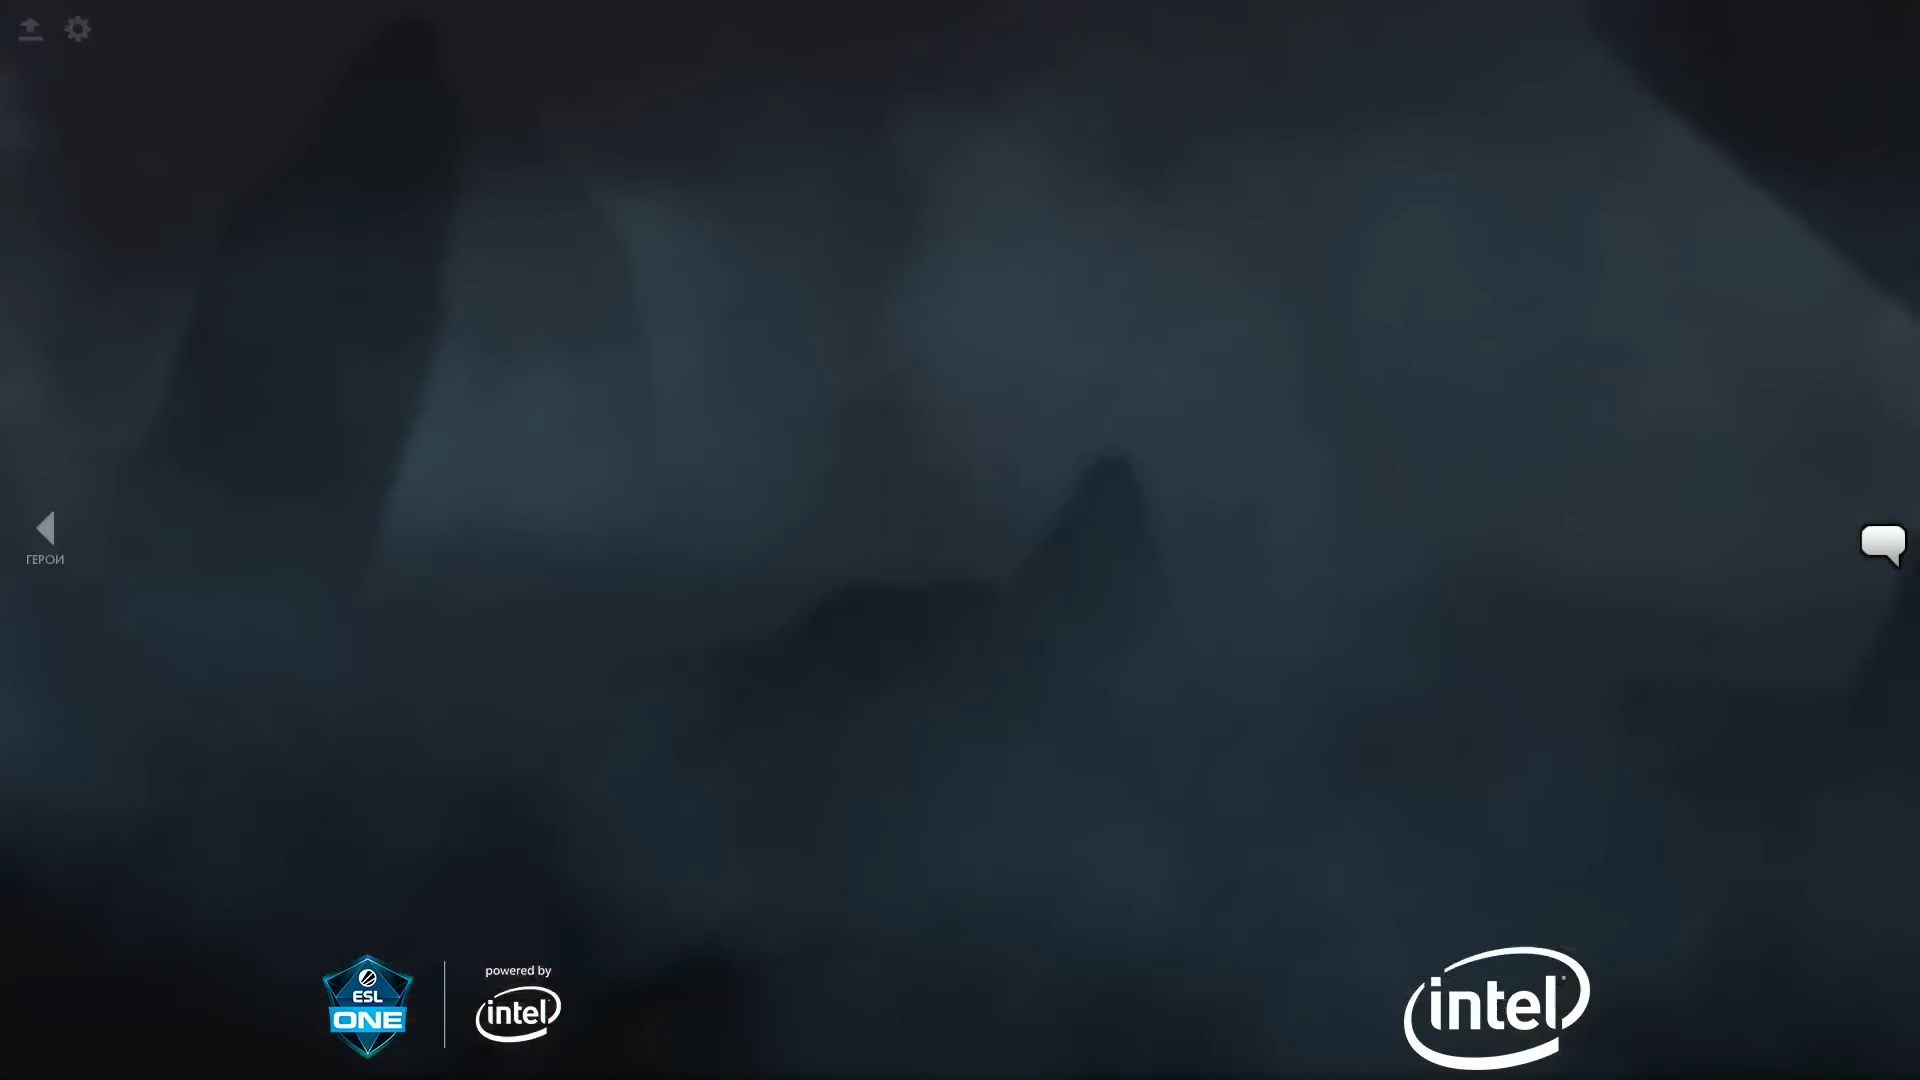 ГЕРОИ
ESL
ONE
powered by
intel
intel